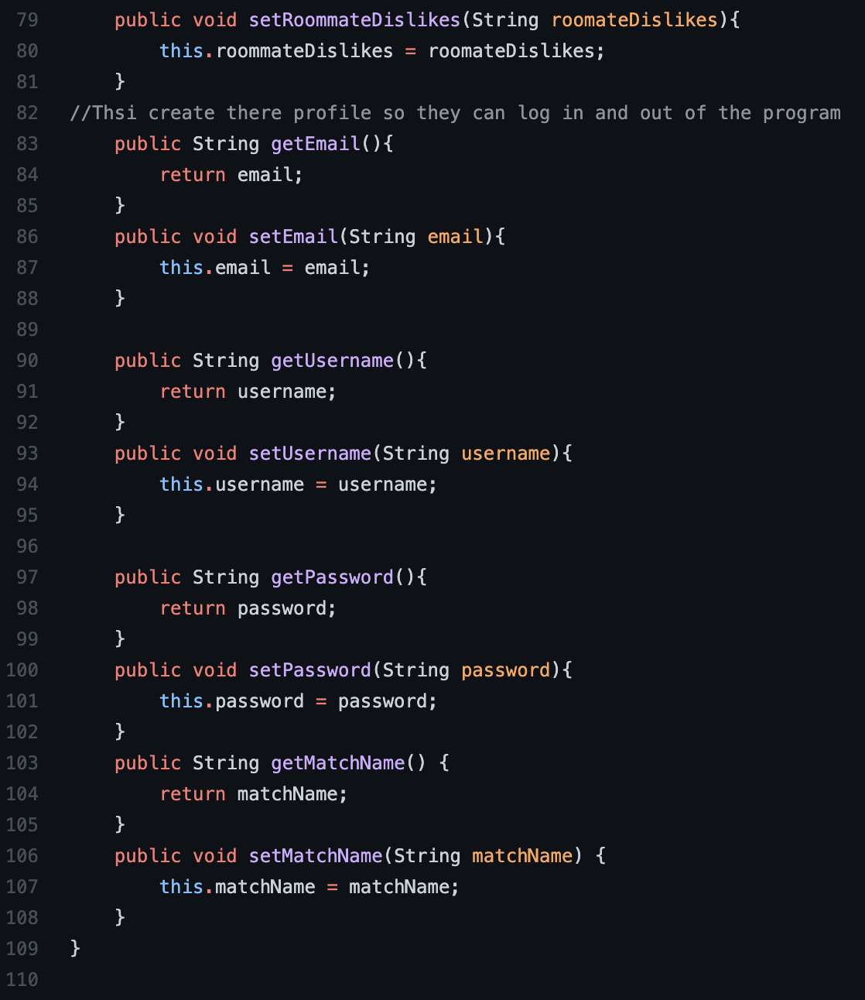 79 public void setRoommateDislikes(String roomateDislikes){
80 this.roommateDislikes = roomateDislikes;
81 }
82 //Thsi create there profile so they can log in and out of the program
83 public String getEmail(){
84 return email;
85 }
86 public void setEmail(String email){
87 this.email = email;
88 }
89
90 public String getUsername(){
91 return username;
92 }
93 public void setUsername(String username){
94 this.username = username;
95 }
96
97 public String getPassword(){
98 return password;
99 }
100 public void setPassword(String password){
101 this.password = password;
102 }
103 public String getMatchName() {
104 return matchName;
105 }
106 public void setMatchName(String matchName) {
107 this.matchName = matchName;
108 }
109 }
110